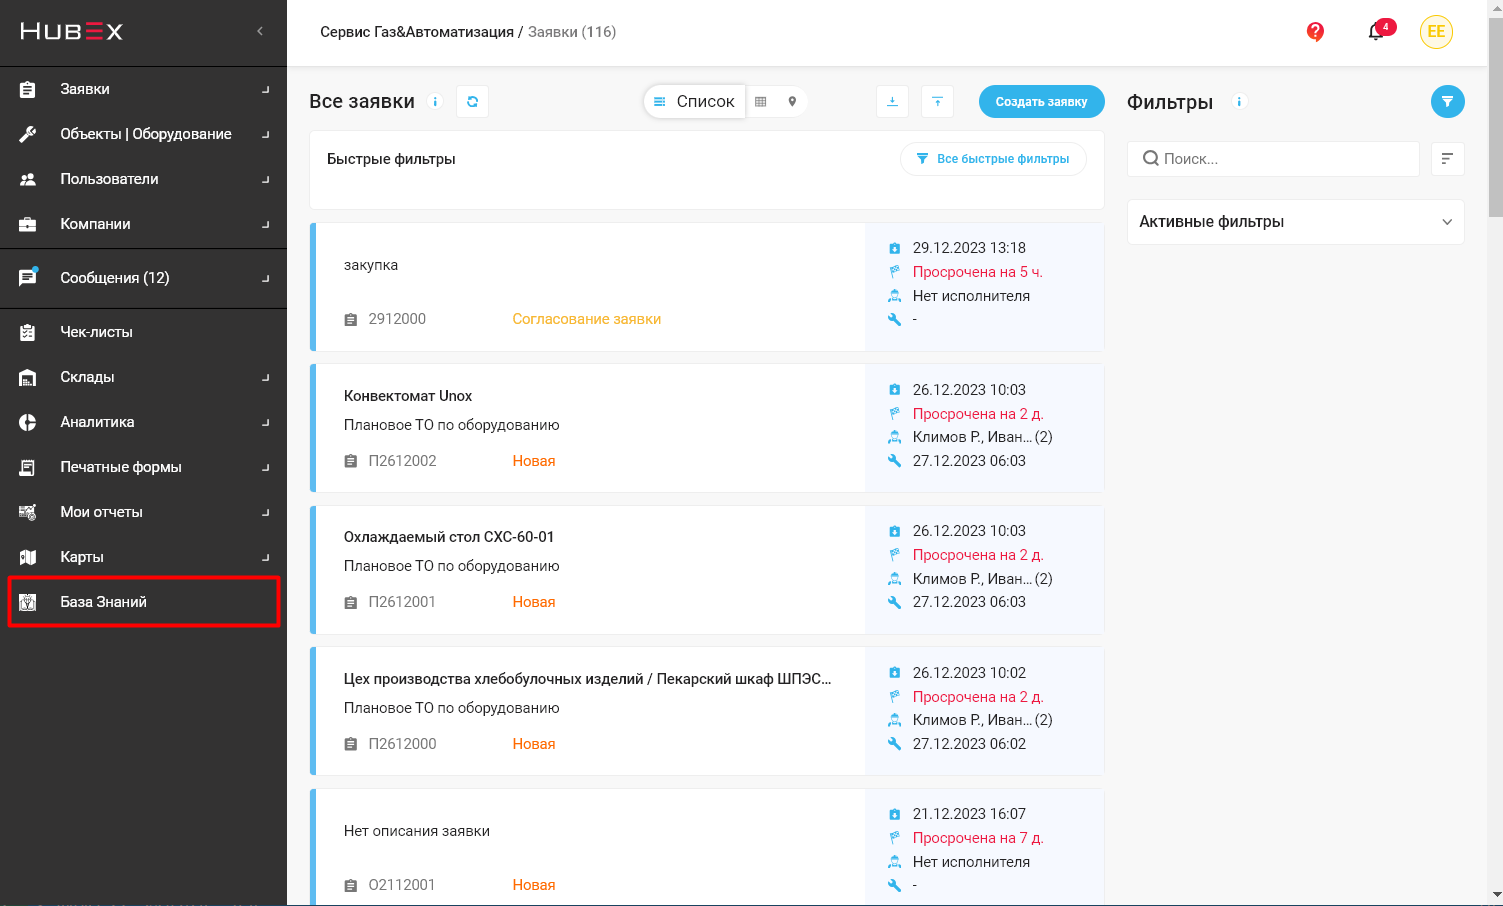 HUBEX
Сервис Газ&Автоматизация / Заявки (116)
4
EE
Заявки
Объекты | Оборудование
Пользователи
Компании
Сообщения (12)
Чек-листы
Склады
Аналитика
Печатные формы
Мои отчеты
Карты
База Знаний
Все заявки
Список
Создать заявку
Быстрые фильтры
Все быстрые фильтры
закупка
2912000
Согласование заявки
29.12.2023 13:18
Просрочена на 5 ч.
Нет исполнителя
-
Конвектомат Unox
Плановое ТО по оборудованию
П2612002
Новая
26.12.2023 10:03
Просрочена на 2 д.
Климов Р., Иван... (2)
27.12.2023 06:03
Охлаждаемый стол СХС-60-01
Плановое ТО по оборудованию
П2612001
Новая
26.12.2023 10:03
Просрочена на 2 д.
Климов Р., Иван... (2)
27.12.2023 06:03
Цех производства хлебобулочных изделий / Пекарский шкаф ШПЭС...
Плановое ТО по оборудованию
П2612000
Новая
26.12.2023 10:02
Просрочена на 2 д.
Климов Р., Иван... (2)
27.12.2023 06:02
Нет описания заявки
О2112001
Новая
21.12.2023 16:07
Просрочена на 7 д.
Нет исполнителя
-
Фильтры
Поиск...
Активные фильтры